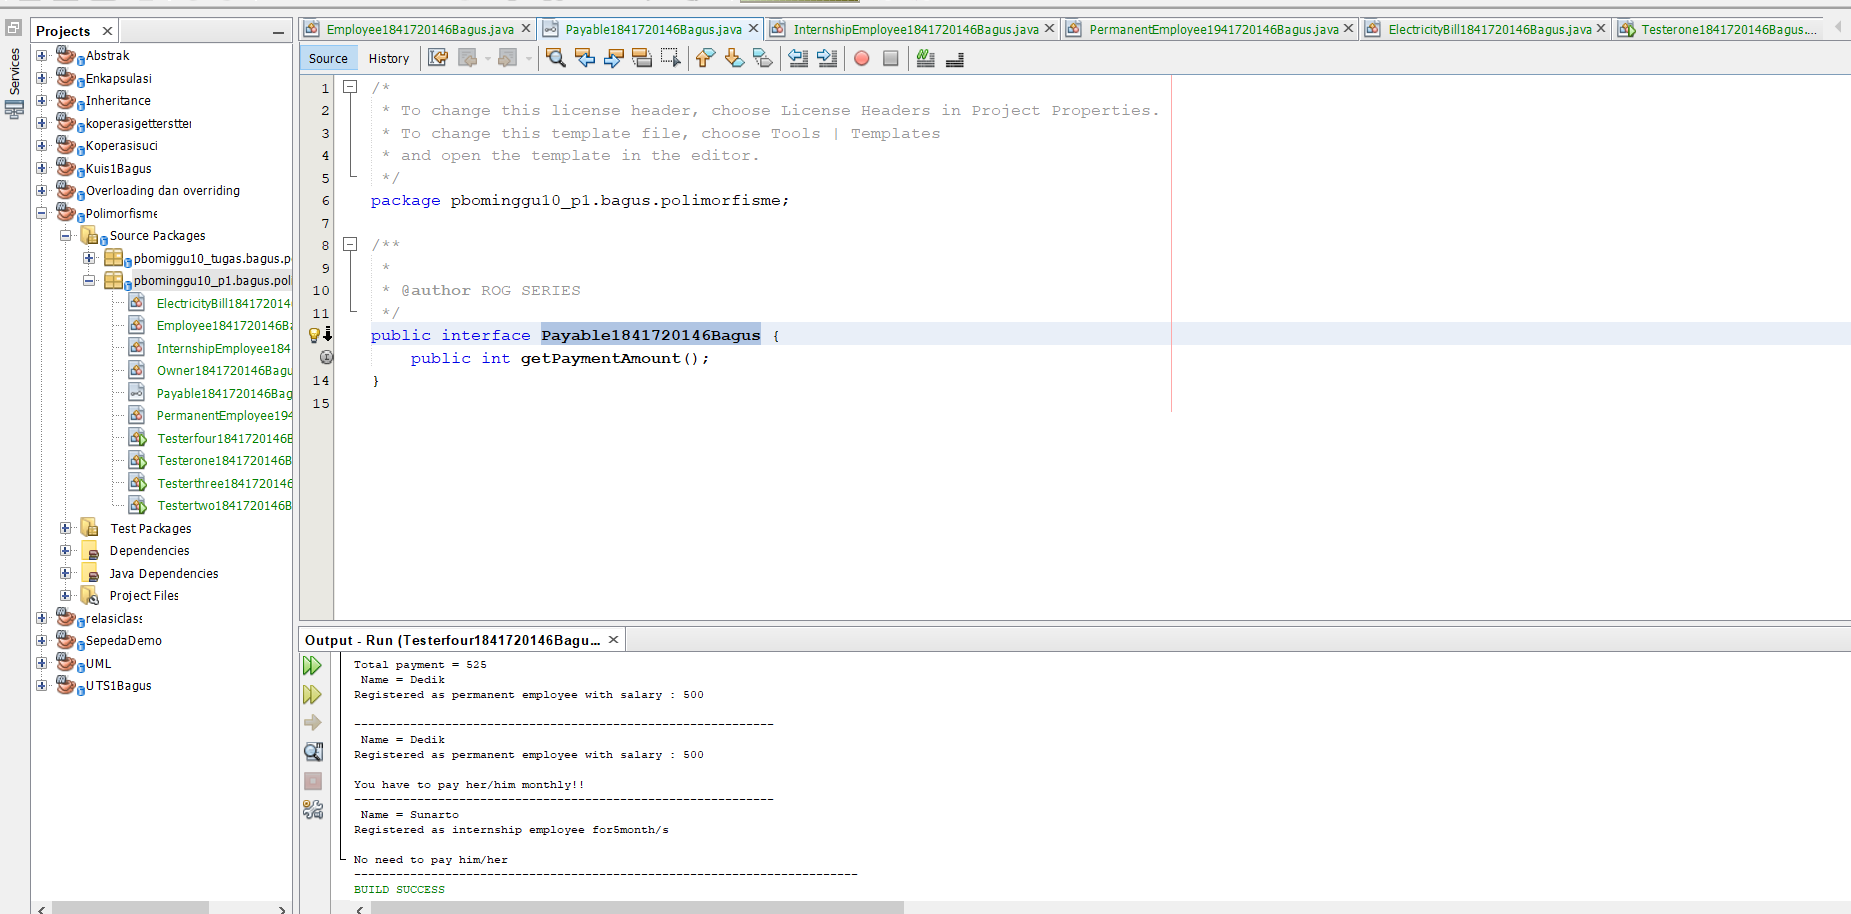 Services
Projects
Abstrak
Enkapsulasi
Inheritance
Koperasisuci
Kuis1Bagus
Overloading dan overriding
Polimorfisme
Source Packages
pbomiggu10_tugas.bagus.p
pbominggu10_p1.bagus.pol
ElectricityBill184172014
Employee1841720146Ba
InternshipEmployee184
Owner1841720146Bagu
Payable1841720146Bag
PermanentEmployee194
Testerfour1841720146B
Testerone1841720146B
Testerthree1841720146
Testertwo1841720146B
Test Packages
Dependencies
Java Dependencies
Project Files
relasiclass
SepedaDemo
UML
UTS1Bagus
Employee1841720146Bagus.java
Payable1841720146Bagus.java
InternshipEmployee1841720146Bagus.java
PermanentEmployee1941720146Bagus.java
ElectricityBill1841720146Bagus.java
Testerone1841720146Bagus....
Source
History
1 /*
2 * To change this license header, choose License Headers in Project Properties.
3 * To change this template file, choose Tools | Templates
4 * and open the template in the editor.
5 */
6 package pbominggu10_p1.bagus.polimorfisme;
7
8 /**
9 *
10 * @author ROG SERIES
11 */
public interface Payable1841720146Bagus {
public int getPaymentAmount();
14 }
15
Output - Run (Testerfour1841720146Bagu...
Total payment = 525
Name = Dedik
Registered as permanent employee with salary : 500
------------------------------------------------------------
Name = Dedik
Registered as permanent employee with salary : 500
You have to pay her/him monthly!!
------------------------------------------------------------
Name = Sunarto
Registered as internship employee for5month/s
No need to pay him/her
------------------------------------------------------------------------
BUILD SUCCESS